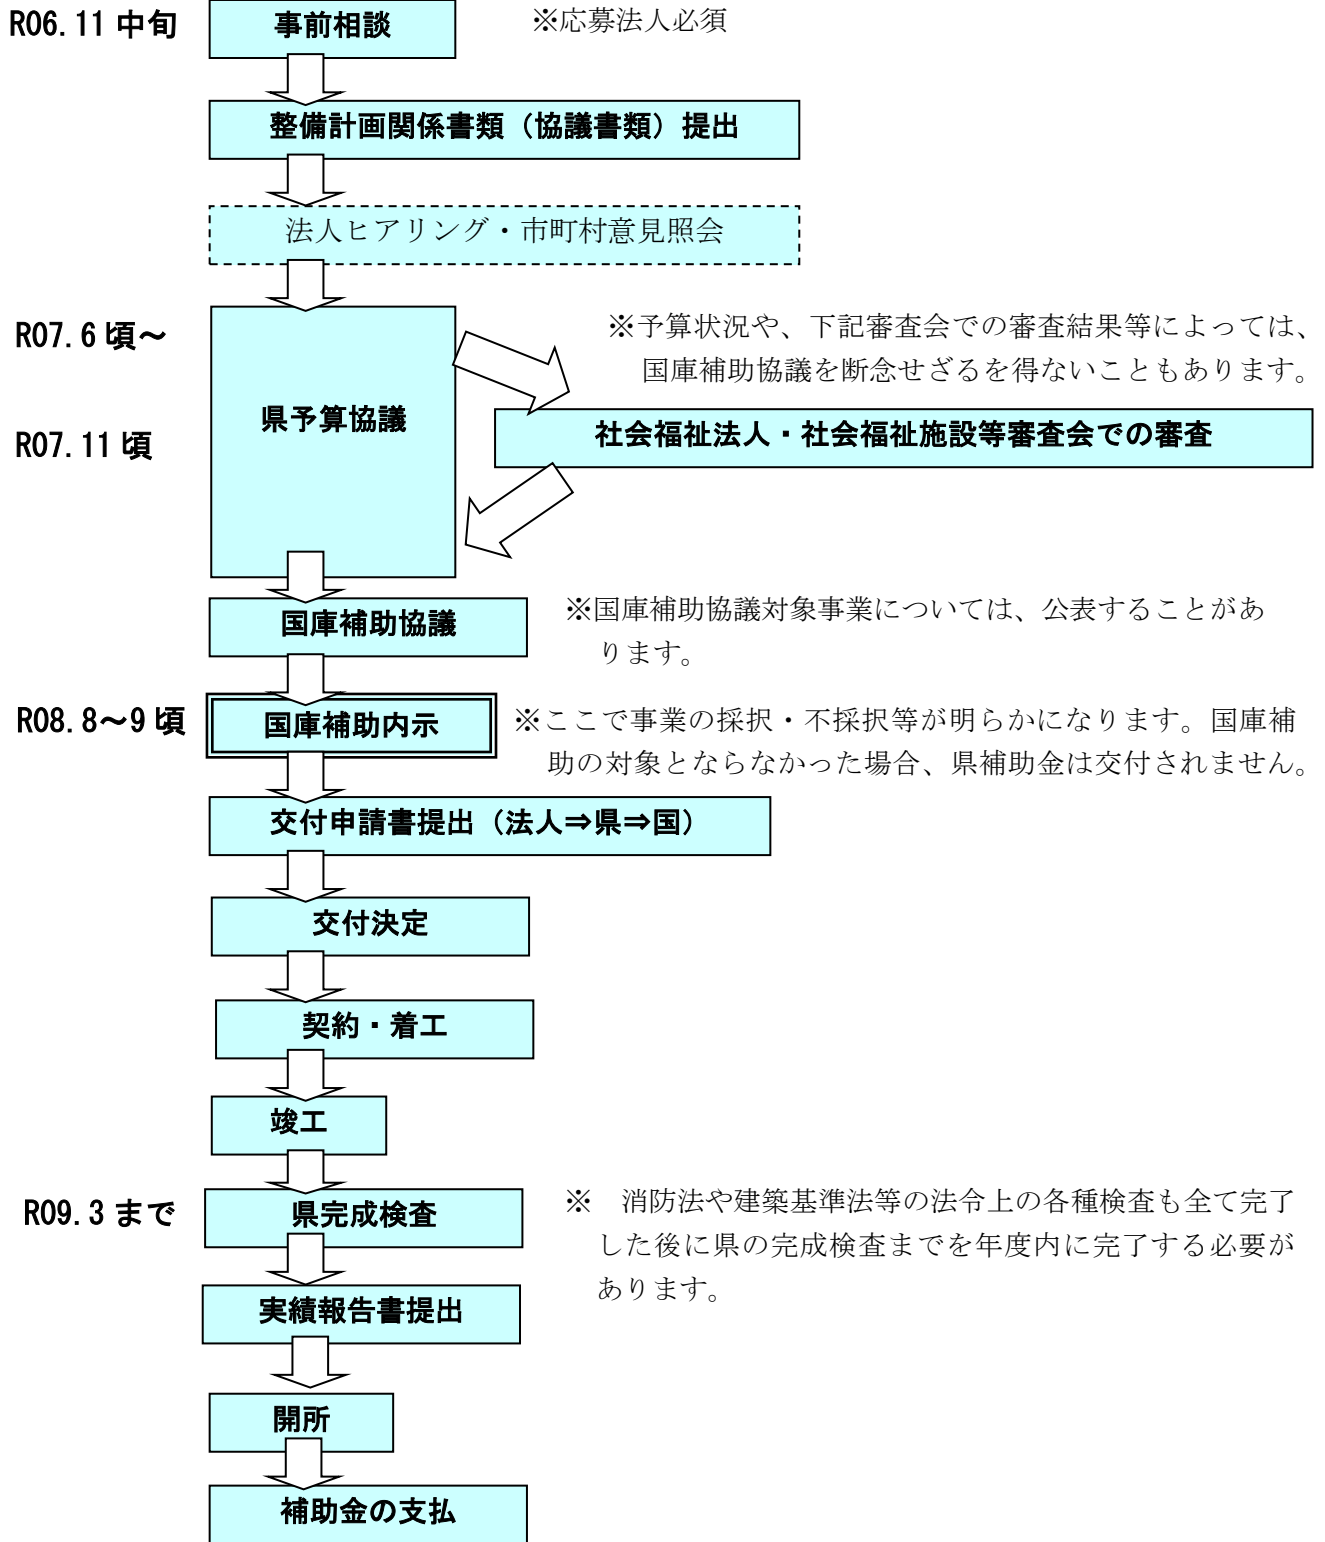 R06.11 中旬
事前相談
※応募法人必須
整備計画関係書類（協議書類）提出
法人ヒアリング・市町村意見照会
R07.6 頃～
※予算状況や、下記審査会での審査結果等によっては、
国庫補助協議を断念せざるを得ないこともあります。
県予算協議
R07.11 頃
社会福祉法人・社会福祉施設等審査会での審査
国庫補助協議
※国庫補助協議対象事業については、公表することがあ
ります。
R08.8～9 頃
国庫補助内示
※ここで事業の採択・不採択等が明らかになります。国庫補
助の対象とならなかった場合、県補助金は交付されません。
交付申請書提出（法人⇒県⇒国）
交付決定
契約・着工
竣工
R09.3 まで
県完成検査
※　消防法や建築基準法等の法令上の各種検査も全て完了
した後に県の完成検査までを年度内に完了する必要が
あります。
実績報告書提出
開所
補助金の支払